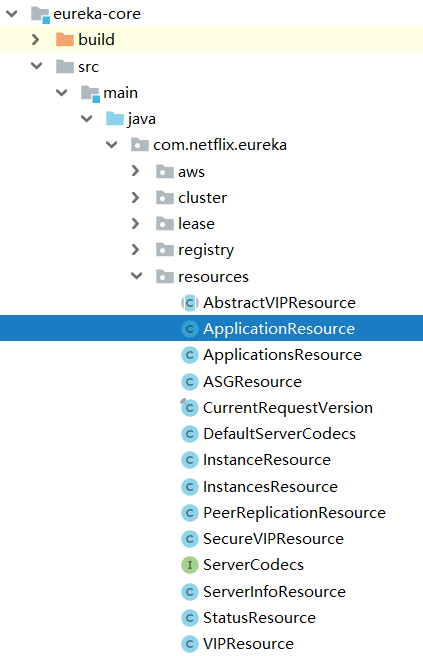 eureka-core
build
src
main
java
com.netflix.eureka
aws
cluster
lease
registry
resources
AbstractVIPResource
ApplicationResource
ApplicationsResource
ASGResource
CurrentRequestVersion
DefaultServerCodecs
InstanceResource
InstancesResource
PeerReplicationResource
SecureVIPResource
ServerCodecs
ServerInfoResource
StatusResource
VIPResource